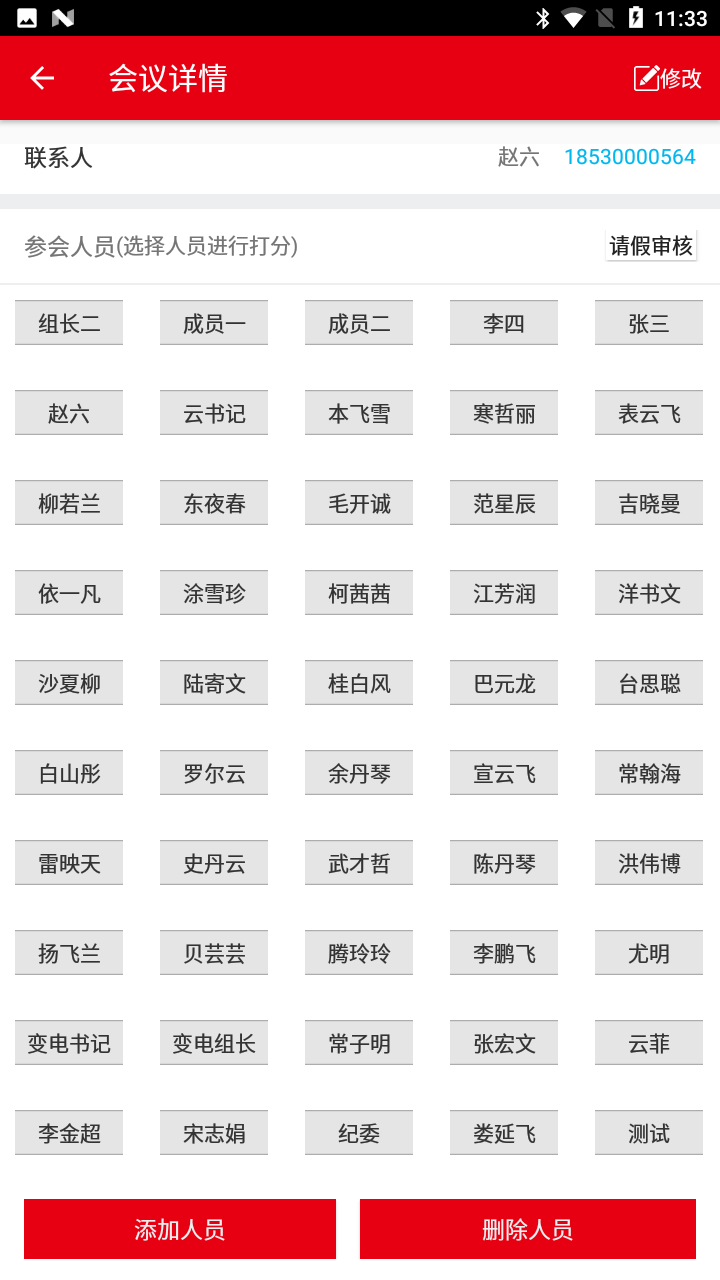 11:33
会议详情 修改
联系人 赵六 18530000564
参会人员(选择人员进行打分) 请假审核
组长二 成员一 成员二 李四 张三
赵六 云书记 本飞雪 寒哲丽 表云飞
柳若兰 东夜春 毛开诚 范星辰 吉晓曼
依一凡 涂雪珍 柯茜茜 江芳润 洋书文
沙夏柳 陆寄文 桂白风 巴元龙 台思聪
白山彤 罗尔云 余丹琴 宣云飞 常翰海
雷映天 史丹云 武才哲 陈丹琴 洪伟博
扬飞兰 贝芸芸 腾玲玲 李鹏飞 尤明
变电书记 变电组长 常子明 张宏文 云菲
李金超 宋志娟 纪委 娄延飞 测试
添加人员 删除人员